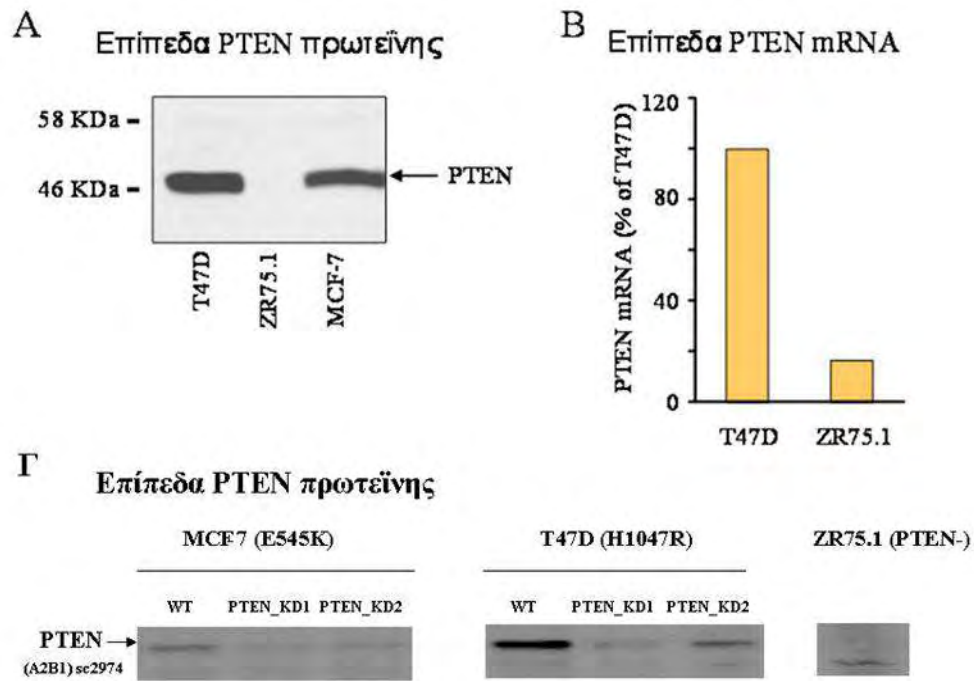 A
Επίπεδα PTEN πρωτεΐνης
58 KDa
46 KDa
PTEN
T47D
ZR75.1
MCF-7
B
Επίπεδα PTEN mRNA
PTEN mRNA (% of T47D)
120
80
40
0
T47D
ZR75.1
Γ
Επίπεδα PTEN πρωτεϊνης
MCF7 (E545K)
T47D (H1047R)
ZR75.1 (PTEN-)
WT PTEN_KD1 PTEN_KD2
WT PTEN_KD1 PTEN_KD2
PTEN
(A2B1) sc2974